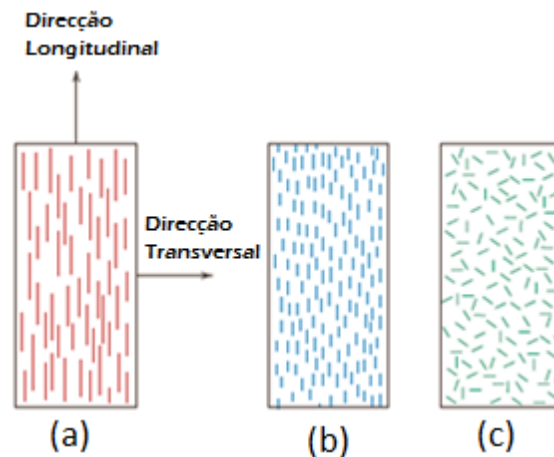 Direcção
Longitudinal
Direcção
Transversal
(a)
(b)
(c)